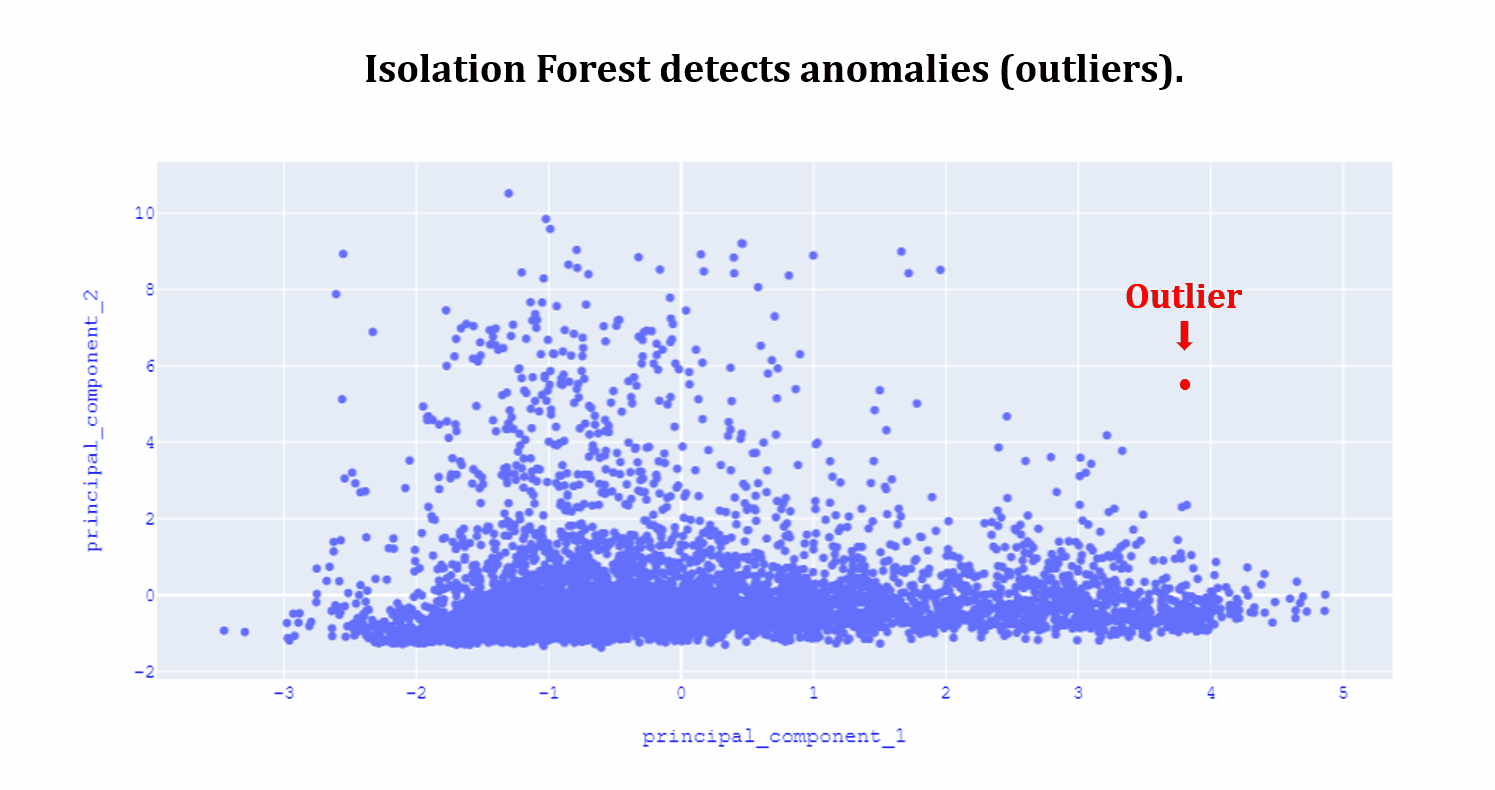 Isolation Forest detects anomalies (outliers).
10
8
Outlier
6
4
2
0
−2
−3 −2 −1 0 1 2 3 4 5
principal_component_2
principal_component_1